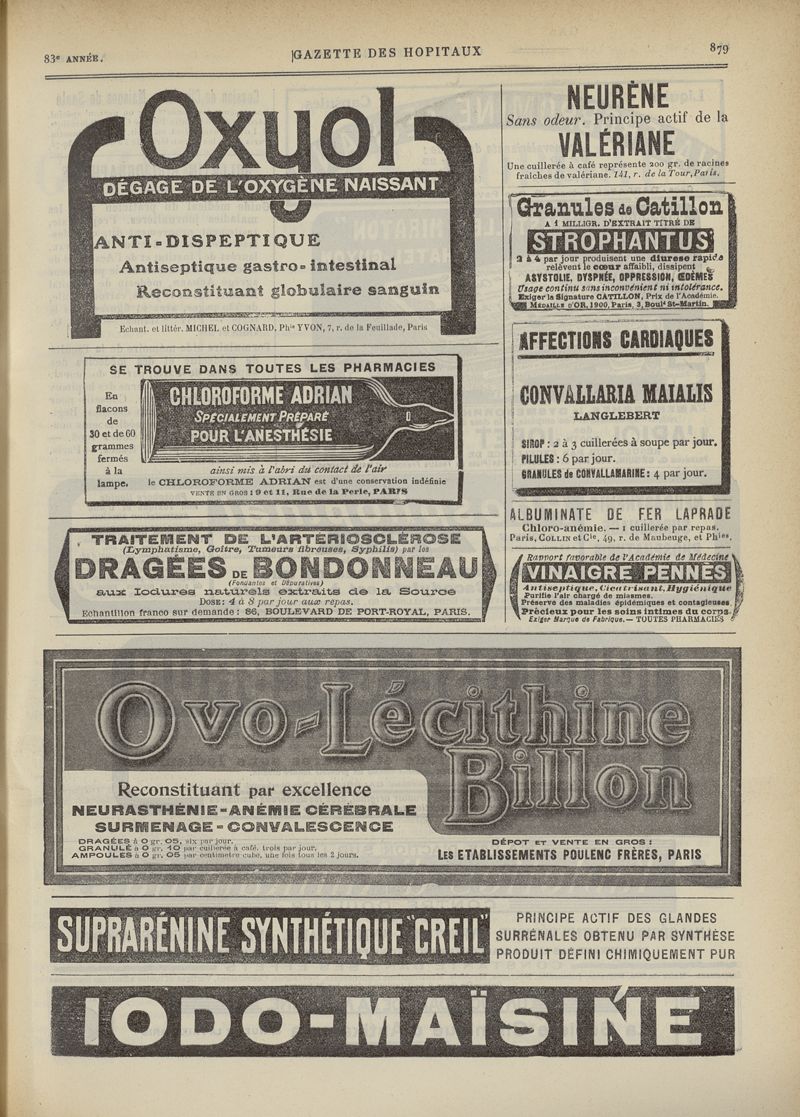 83e ANNÉE.
GAZETTE DES HOPITAUX
879
Oxyol
DÉGAGE DE L'OXYGÈNE NAISSANT
ANTI-DISPEPTIQUE
Antiseptique gastro-intestinal
Reconstituant globulaire sanguin
Echant. et littér. MICHEL et COGNARD, Phie YVON, 7, r. de la Feuillade, Paris
SE TROUVE DANS TOUTES LES PHARMACIES
En
flacons
de
30 et de 60
grammes
fermés
à la
lampe,
CHLOROFORME ADRIAN
SPÉCIALEMENT PRÉPARÉ
POUR L'ANESTHÉSIE
ainsi mis à l'abri du contact de l'air
le CHLOROFORME ADRIAN est d'une conservation indéfinie
VENTE EN GROS : 9 et 11, Rue de la Perle, PARIS
TRAITEMENT DE L'ARTÉRIOSCLÉROSE
(Lymphatisme, Goitre, Tumeurs fibreuses, Syphilis) par les
DRAGÉES DE BONDONNEAU
(Fondantes et Dépuratives)
aux Iodures naturels extraits de la Source
DOSE : 4 à 8 par jour aux repas.
Echantillon franco sur demande : 86, BOULEVARD DE PORT-ROYAL, PARIS.
NEURÈNE
Sans odeur. Principe actif de la
VALÉRIANE
Une cuillerée à café représente 200 gr. de racines
fraîches de valériane. 141, r. de la Tour, Paris.
Granules de Catillon
A 1 MILLIGR. D'EXTRAIT TITRÉ DE
STROPHANTUS
2 à 4 par jour produisent une diurese rapide
relèvent le cœur affaibli, dissipent
ASYSTOLIE, DYSPNÉE, OPPRESSION, ŒDÈMES
Usage continu sans inconvénient ni intolérance.
Exiger la Signature CATILLON, Prix de l'Académie.
MÉDAILLE D'OR, 1900, Paris, 3, Boulᵈ St-Martin.
AFFECTIONS CARDIAQUES
CONVALLARIA MAIALIS
LANGLEBERT
SIROP : 2 à 3 cuillerées à soupe par jour.
PILULES : 6 par jour.
GRANULES de CONVALLAMARINE : 4 par jour.
ALBUMINATE DE FER LAPRADE
Chloro-anémie. — 1 cuillerée par repas.
Paris, COLLIN et Cie, 49, r. de Maubeuge, et Phies.
Rapport favorable de l'Académie de Médecine
VINAIGRE PENNÈS
Antiseptique, Cicatrisant, Hygiénique
Purifie l'air chargé de miasmes.
Préserve des maladies épidémiques et contagieuses
Précieux pour les soins intimes du corps.
Exiger Marque de Fabrique. — TOUTES PHARMACIES
Ovo-Lécithine
Billon
Reconstituant par excellence
NEURASTHÉNIE-ANÉMIE CÉRÉBRALE
SURMENAGE - CONVALESCENCE
DRAGÉES à 0 gr. 05, six par jour.
GRANULÉ à 0 gr. 10 par cuillerée à café, trois par jour.
AMPOULES à 0 gr. 05 par centimètre cube, une fois tous les 2 jours.
DÉPOT ET VENTE EN GROS :
LES ETABLISSEMENTS POULENC FRÈRES, PARIS
SUPRARÉNINE SYNTHÉTIQUE "CREIL"
PRINCIPE ACTIF DES GLANDES
SURRÉNALES OBTENU PAR SYNTHÈSE
PRODUIT DÉFINI CHIMIQUEMENT PUR
IODO-MAÏSINE